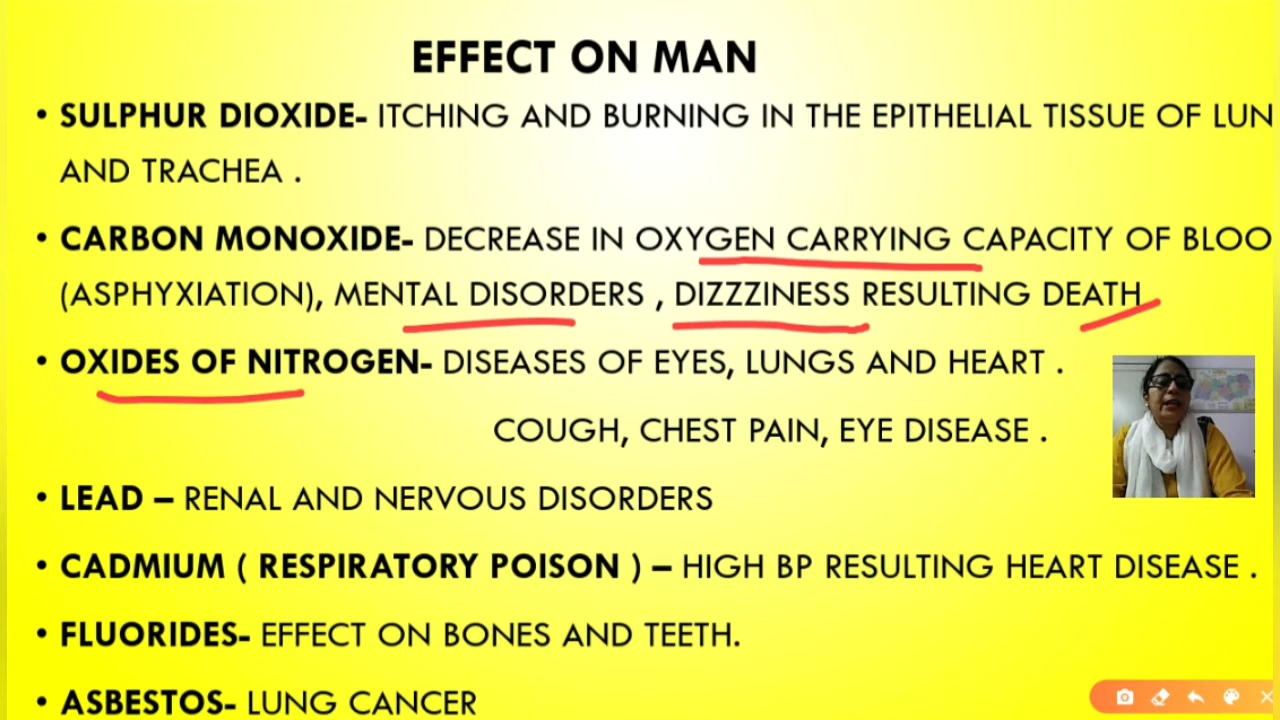 EFFECT ON MAN
• SULPHUR DIOXIDE- ITCHING AND BURNING IN THE EPITHELIAL TISSUE OF LUN
AND TRACHEA .
• CARBON MONOXIDE- DECREASE IN OXYGEN CARRYING CAPACITY OF BLOO
(ASPHYXIATION), MENTAL DISORDERS , DIZZZINESS RESULTING DEATH
• OXIDES OF NITROGEN- DISEASES OF EYES, LUNGS AND HEART .
COUGH, CHEST PAIN, EYE DISEASE .
• LEAD – RENAL AND NERVOUS DISORDERS
• CADMIUM ( RESPIRATORY POISON ) – HIGH BP RESULTING HEART DISEASE .
• FLUORIDES- EFFECT ON BONES AND TEETH.
• ASBESTOS- LUNG CANCER